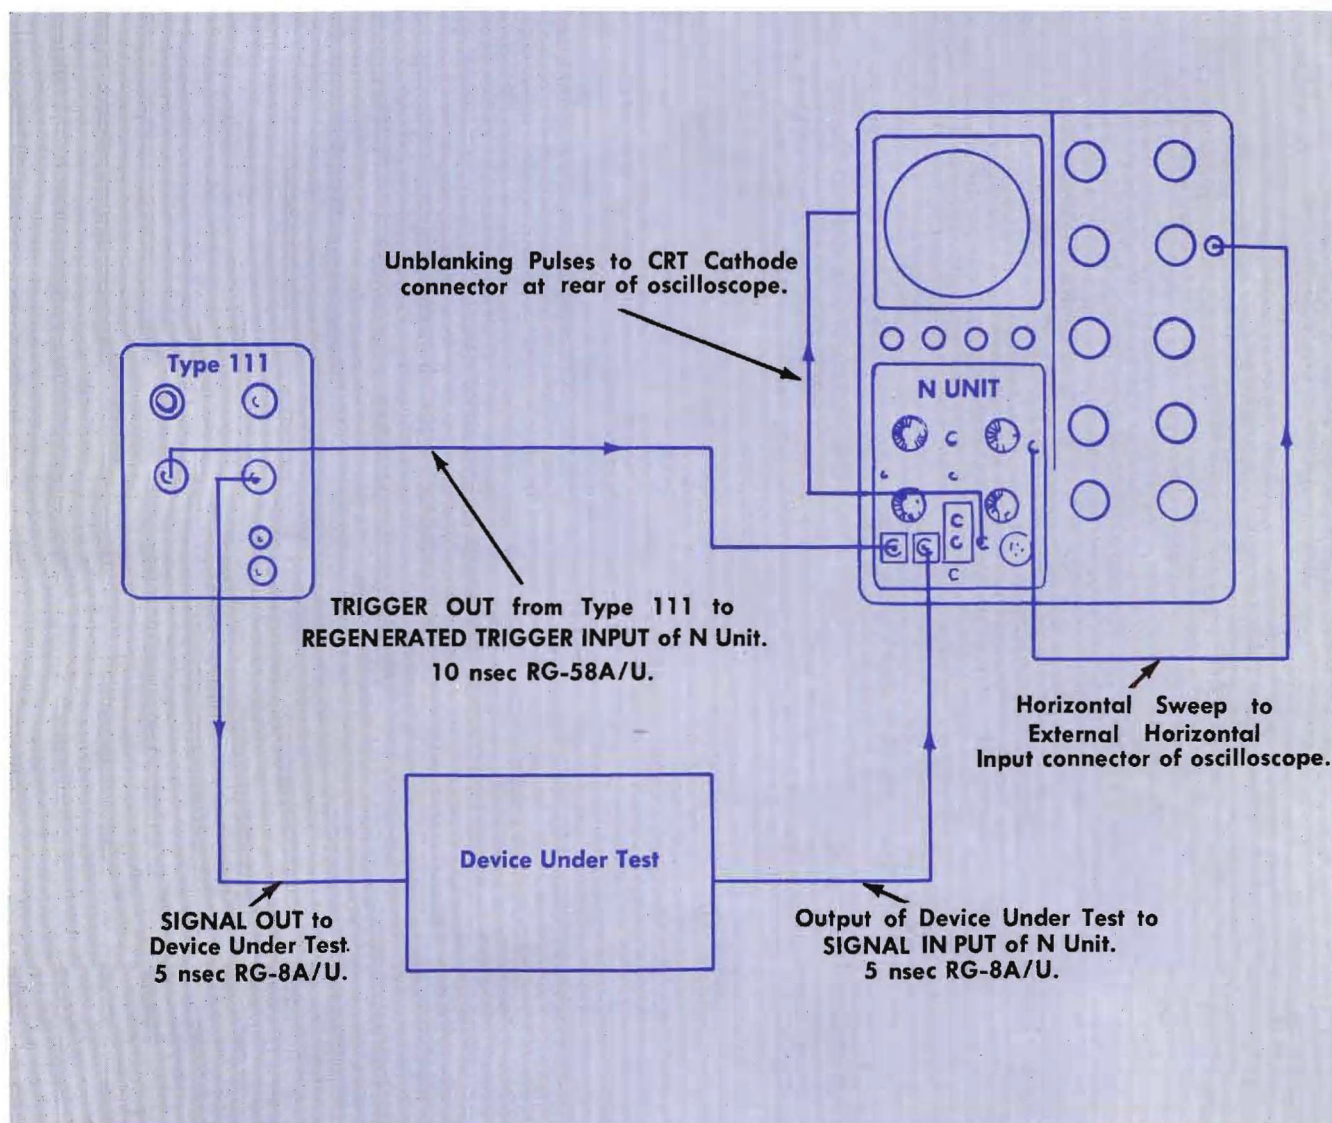 Unblanking Pulses to CRT Cathode
connector at rear of oscilloscope.
Type 111
N UNIT
TRIGGER OUT from Type 111 to
REGENERATED TRIGGER INPUT of N Unit.
10 nsec RG-58A/U.
Horizontal Sweep to
External Horizontal
Input connector of oscilloscope.
Device Under Test
SIGNAL OUT to
Device Under Test.
5 nsec RG-8A/U.
Output of Device Under Test to
SIGNAL IN PUT of N Unit.
5 nsec RG-8A/U.